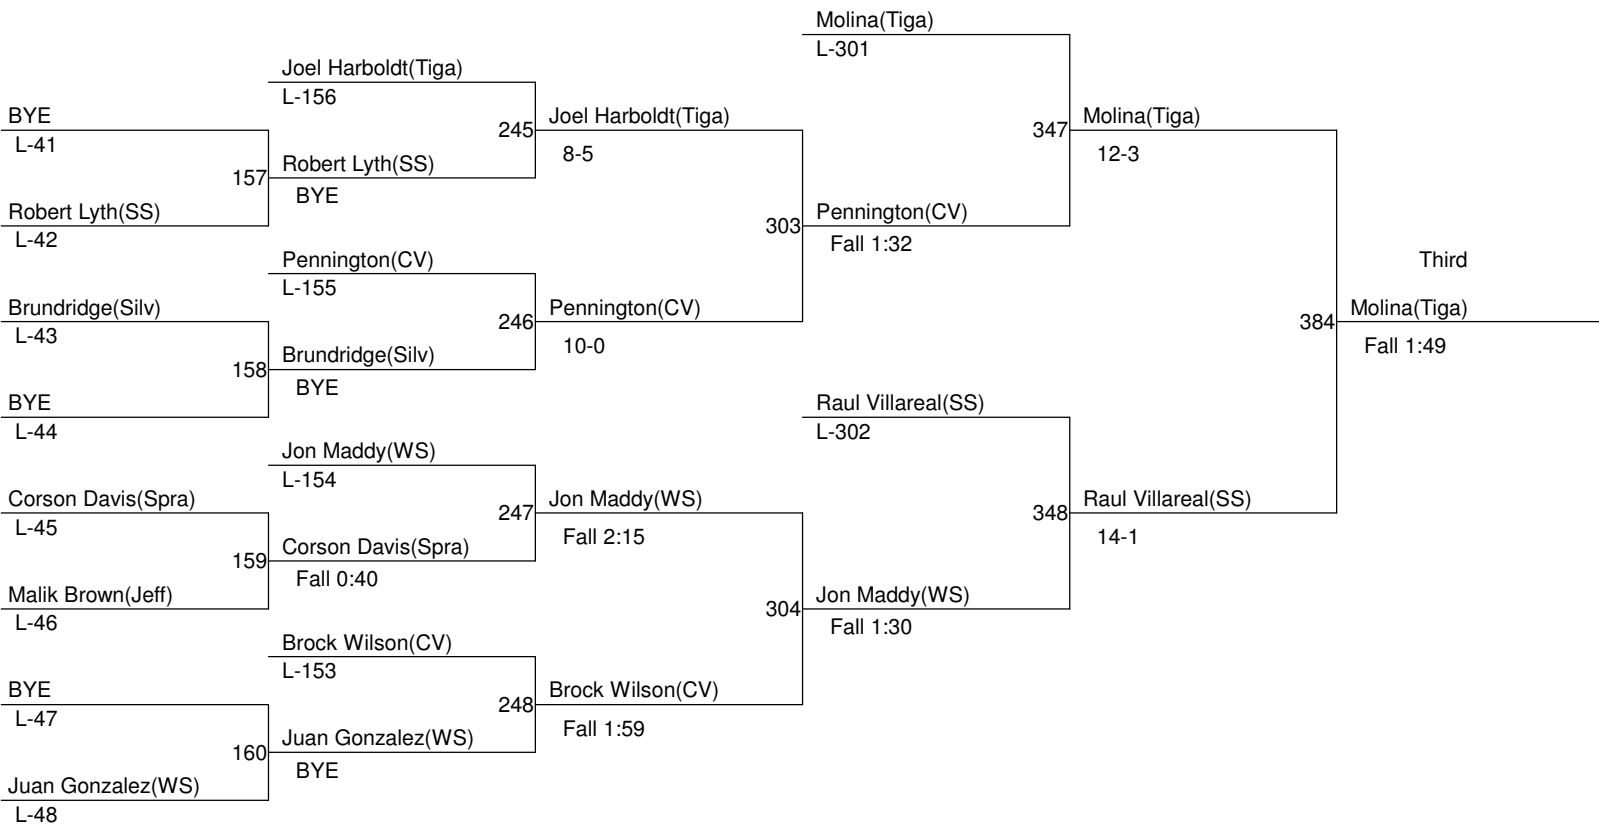 Molina(Tiga)
L-301
Joel Harboldt(Tiga)
L-156
BYE
L-41
245
Joel Harboldt(Tiga)
8-5
347
Molina(Tiga)
12-3
157
Robert Lyth(SS)
BYE
Robert Lyth(SS)
L-42
303
Pennington(CV)
Fall 1:32
Pennington(CV)
L-155
Third
Brundridge(Silv)
L-43
246
Pennington(CV)
10-0
384
Molina(Tiga)
Fall 1:49
158
Brundridge(Silv)
BYE
BYE
L-44
Raul Villareal(SS)
L-302
Jon Maddy(WS)
L-154
Corson Davis(Spra)
L-45
247
Jon Maddy(WS)
Fall 2:15
348
Raul Villareal(SS)
14-1
159
Corson Davis(Spra)
Fall 0:40
Malik Brown(Jeff)
L-46
304
Jon Maddy(WS)
Fall 1:30
Brock Wilson(CV)
L-153
BYE
L-47
248
Brock Wilson(CV)
Fall 1:59
160
Juan Gonzalez(WS)
BYE
Juan Gonzalez(WS)
L-48